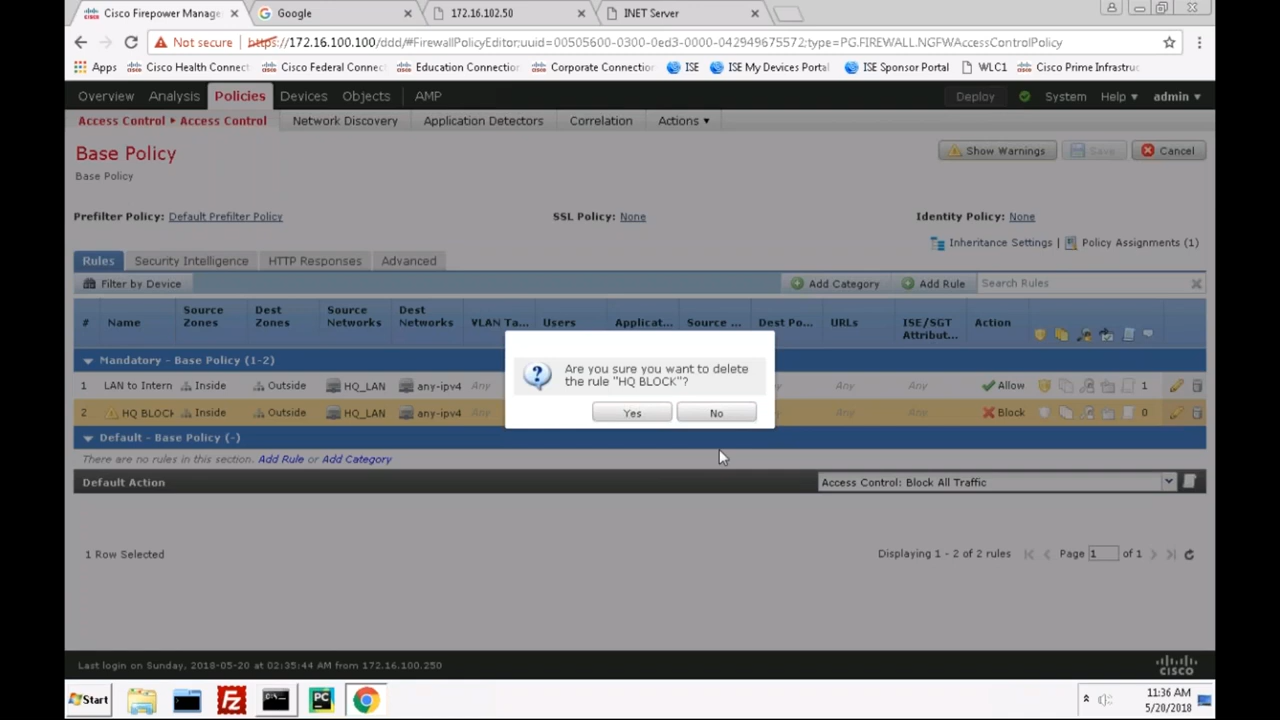 Cisco Firepower Manage
Google
172.16.102.50
INET Server
Not secure
https://172.16.100.100/ddd/#FirewallPolicyEditor;uuid=00505600-0300-0ed3-0000-042949675572;type=PG.FIREWALL.NGFWAccessControlPolicy
Apps
Cisco Health Connect
Cisco Federal Connec
Education Connection
Corporate Connection
ISE
ISE My Devices Portal
ISE Sponsor Portal
WLC1
Cisco Prime Infrastruc
Overview
Analysis
Policies
Devices
Objects
AMP
Deploy
System
Help
admin
Access Control ▸ Access Control
Network Discovery
Application Detectors
Correlation
Actions
Base Policy
Show Warnings
Save
Cancel
Base Policy
Prefilter Policy: Default Prefilter Policy
SSL Policy: None
Identity Policy: None
Inheritance Settings | Policy Assignments (1)
Rules
Security Intelligence
HTTP Responses
Advanced
Filter by Device
Add Category
Add Rule
Search Rules
#
Name
Source Zones
Dest Zones
Source Networks
Dest Networks
VLAN Ta...
Users
Applicat...
Source ...
Dest Po...
URLs
ISE/SGT Attribut...
Action
Mandatory - Base Policy (1-2)
1 LAN to Intern Inside Outside HQ_LAN any-ipv4 Any Any Any Allow 1
2 HQ BLOCK Inside Outside HQ_LAN any-ipv4 Any Any Any Block 0
Are you sure you want to delete
the rule "HQ BLOCK"?
Yes
No
Default - Base Policy (-)
There are no rules in this section. Add Rule or Add Category
Default Action
Access Control: Block All Traffic
1 Row Selected
Displaying 1 - 2 of 2 rules
Page 1 of 1
Last login on Sunday, 2018-05-20 at 02:35:44 AM from 172.16.100.250
CISCO
Start
11:36 AM
5/20/2018